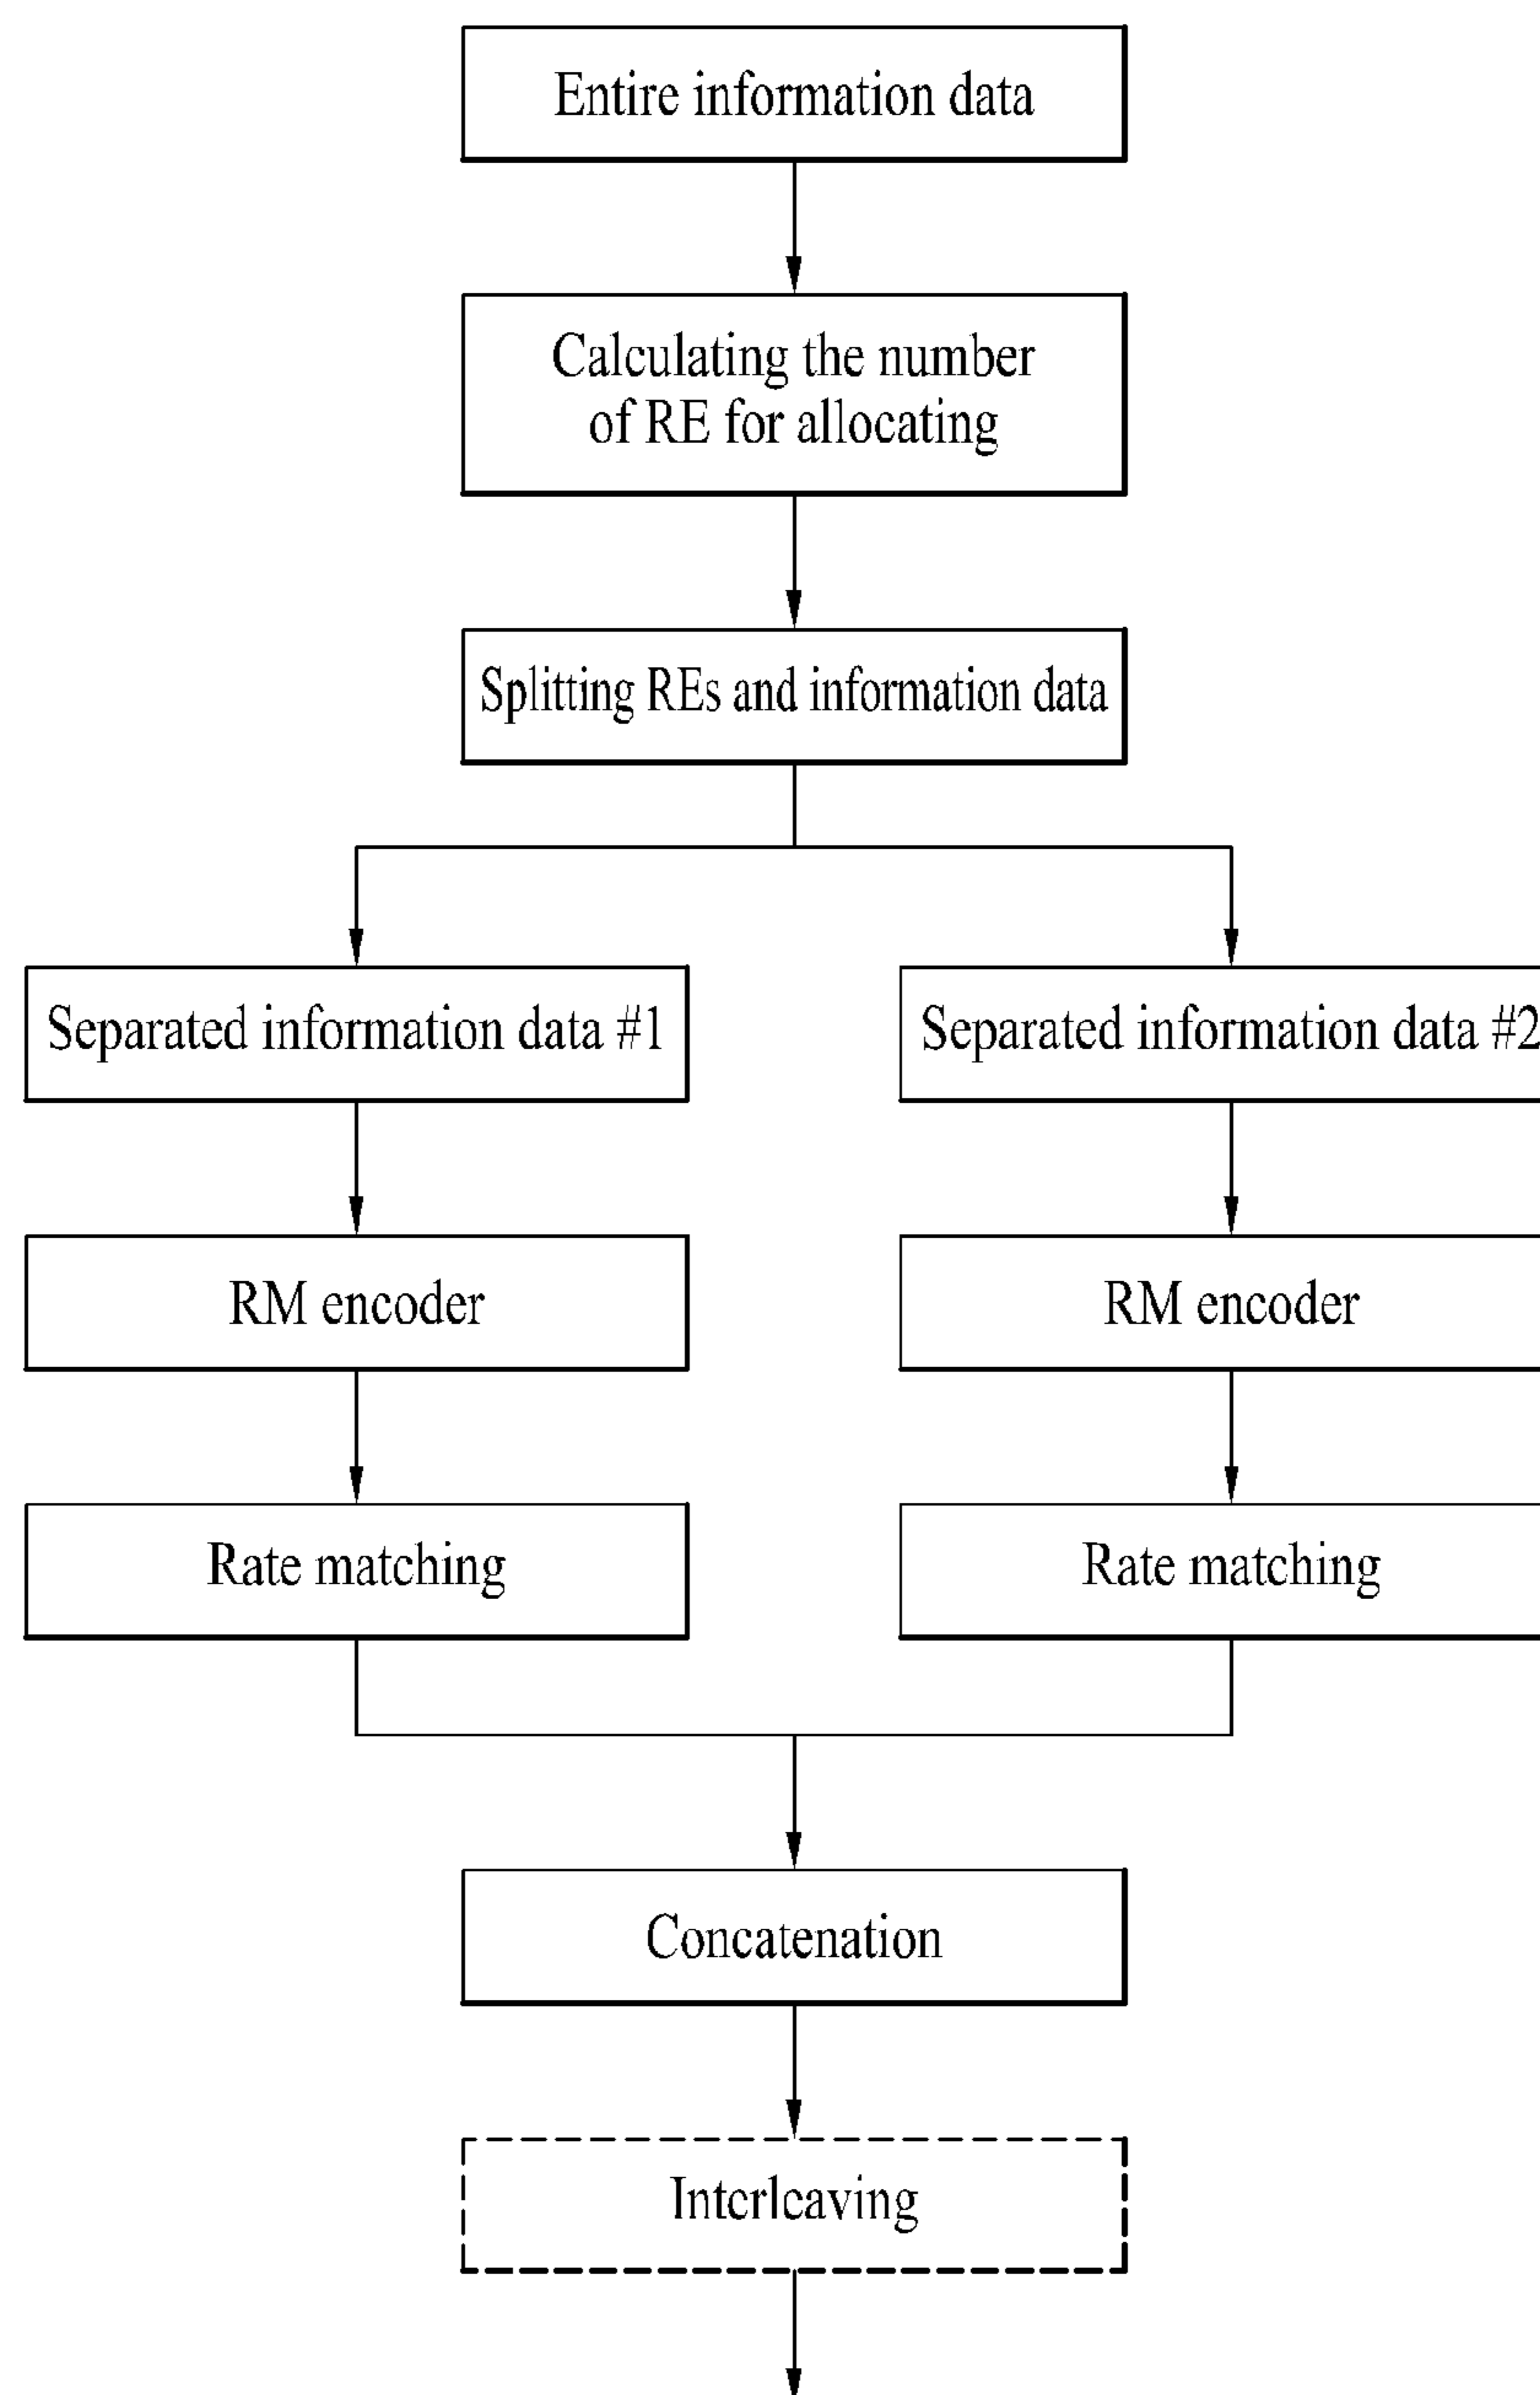 Entire information data
Calculating the number
of RE for allocating
Splitting REs and information data
Separated information data #1
Separated information data #2
RM encoder
RM encoder
Rate matching
Rate matching
Concatenation
Interleaving